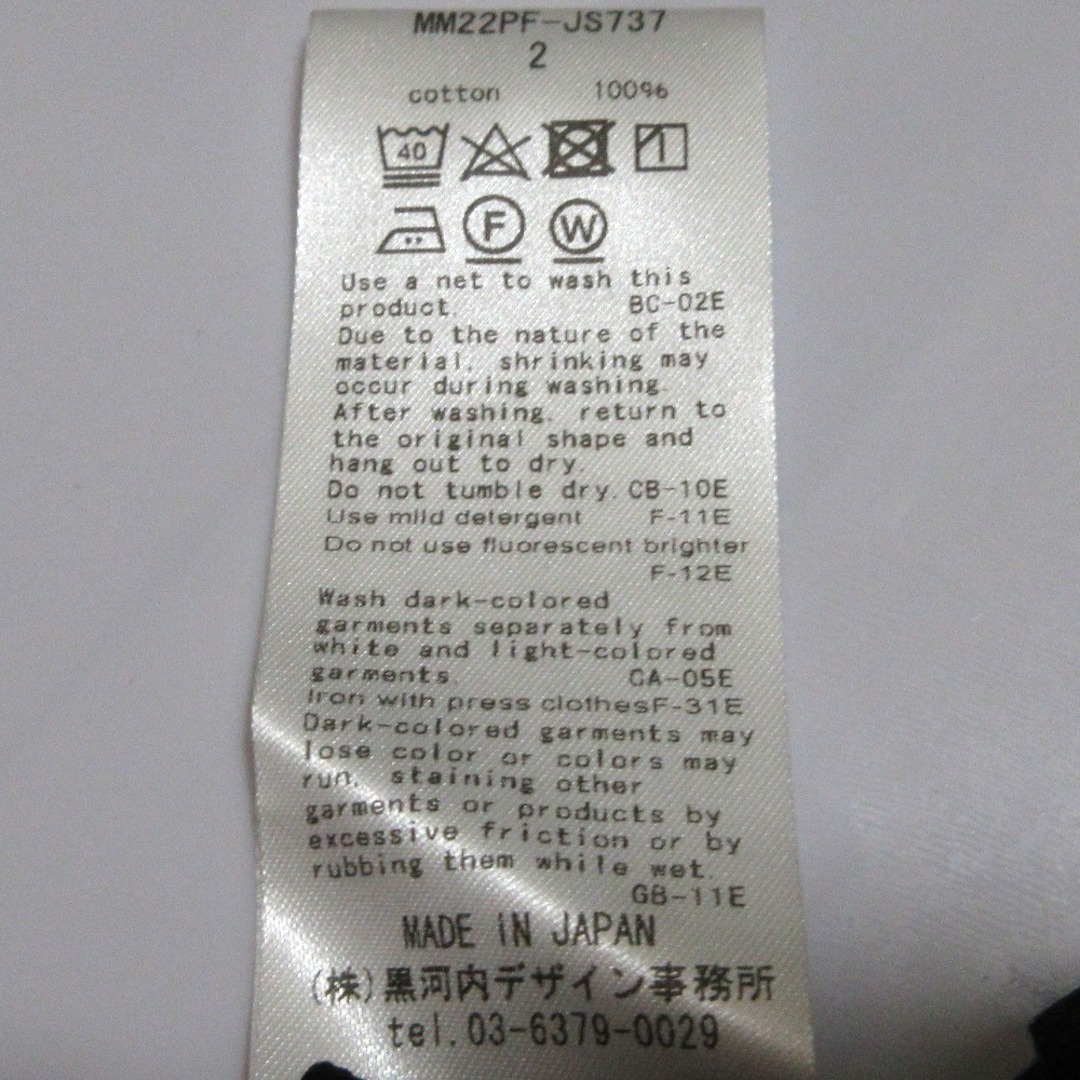 MM22PF-JS737
2
cotton 100%
40
F W
Use a net to wash this
product. BC-02E
Due to the nature of the
material, shrinking may
occur during washing.
After washing, return to
the original shape and
hang out to dry.
Do not tumble dry. CB-10E
Use mild detergent F-11E
Do not use fluorescent brighter
F-12E
Wash dark-colored
garments separately from
white and light-colored
garments. CA-05E
Iron with press clothesF-31E
Dark-colored garments may
lose color or colors may
run, staining other
garments or products by
excessive friction or by
rubbing them while wet.
GB-11E
MADE IN JAPAN
(株)黒河内デザイン事務所
tel.03-6379-0029